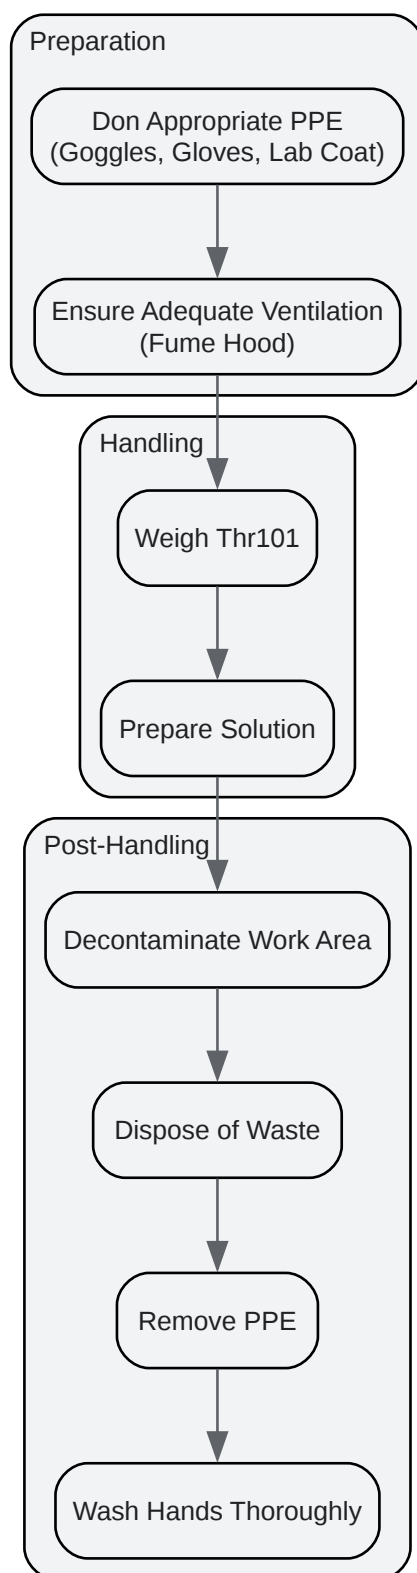 Preparation
Don Appropriate PPE
(Goggles, Gloves, Lab Coat)
Ensure Adequate Ventilation
(Fume Hood)
Handling
Weigh Thr101
Prepare Solution
Post-Handling
Decontaminate Work Area
Dispose of Waste
Remove PPE
Wash Hands Thoroughly